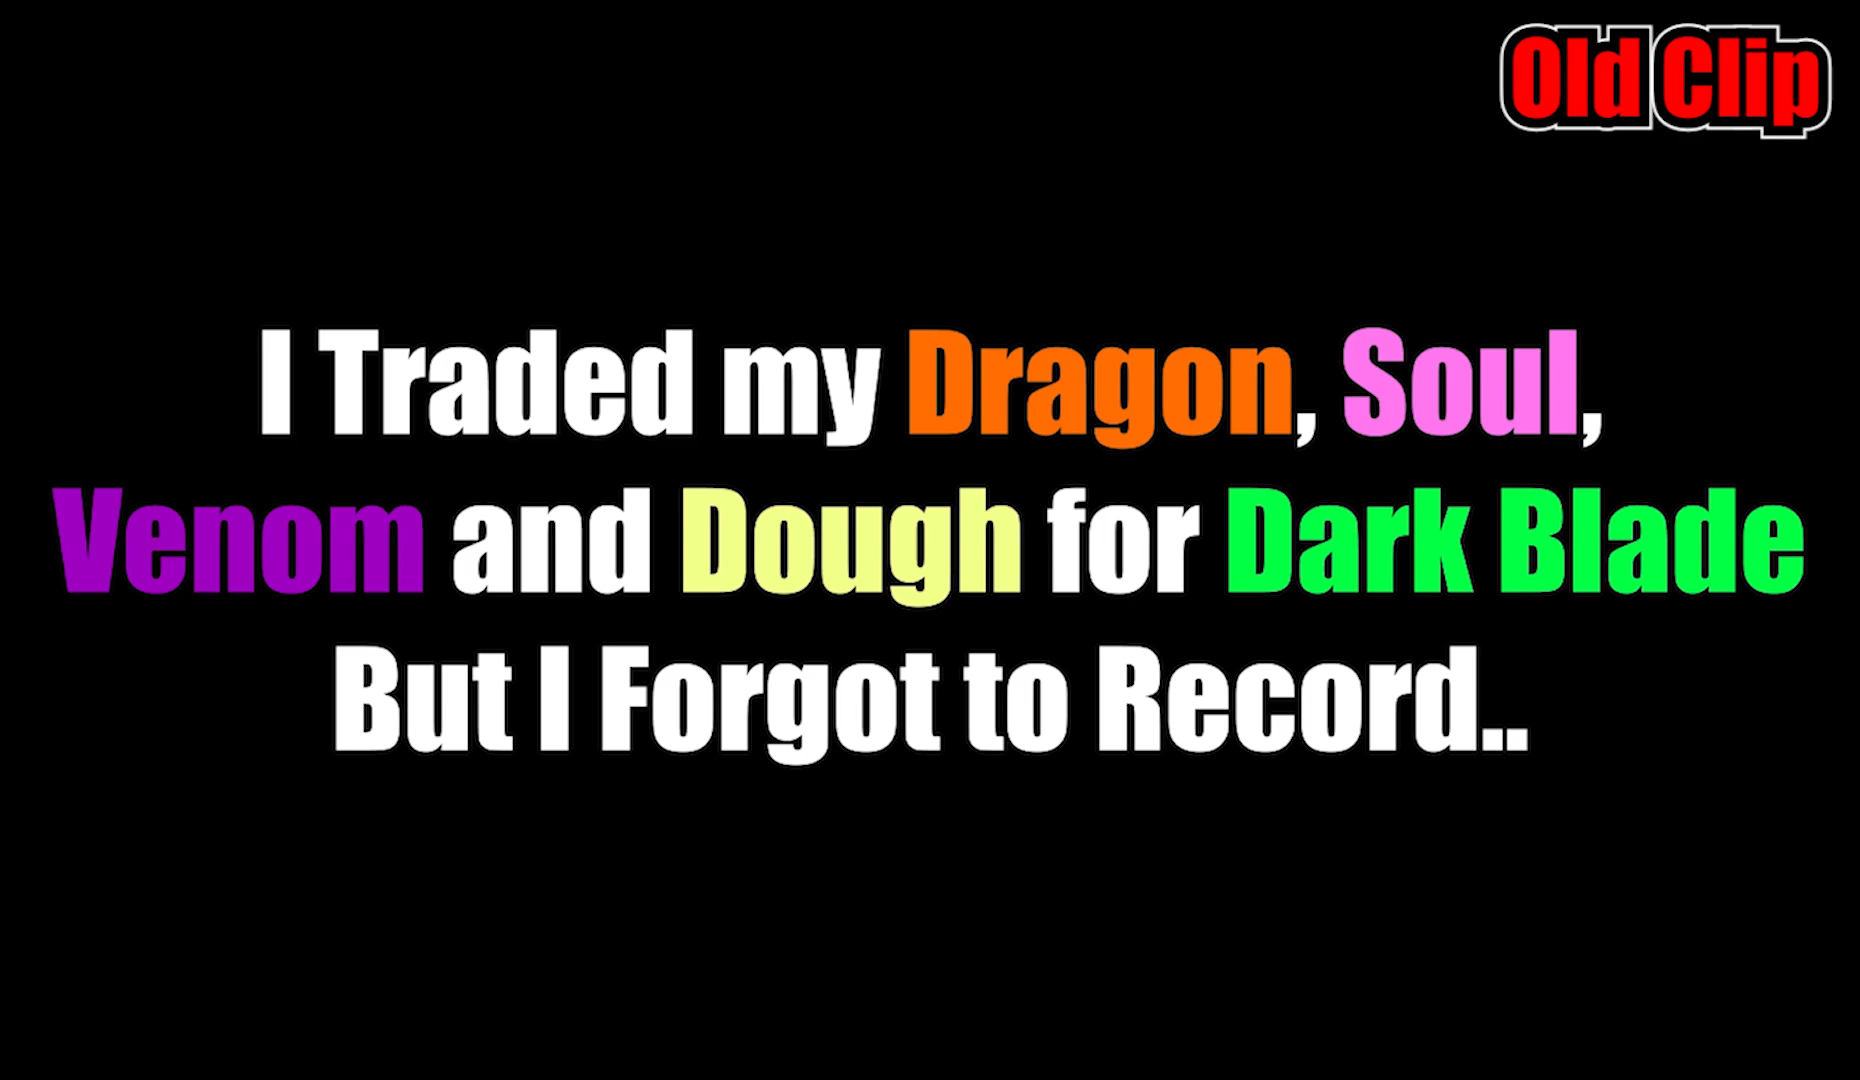 Old Clip
I Traded my Dragon, Soul,
Venom and Dough for Dark Blade
But I Forgot to Record..